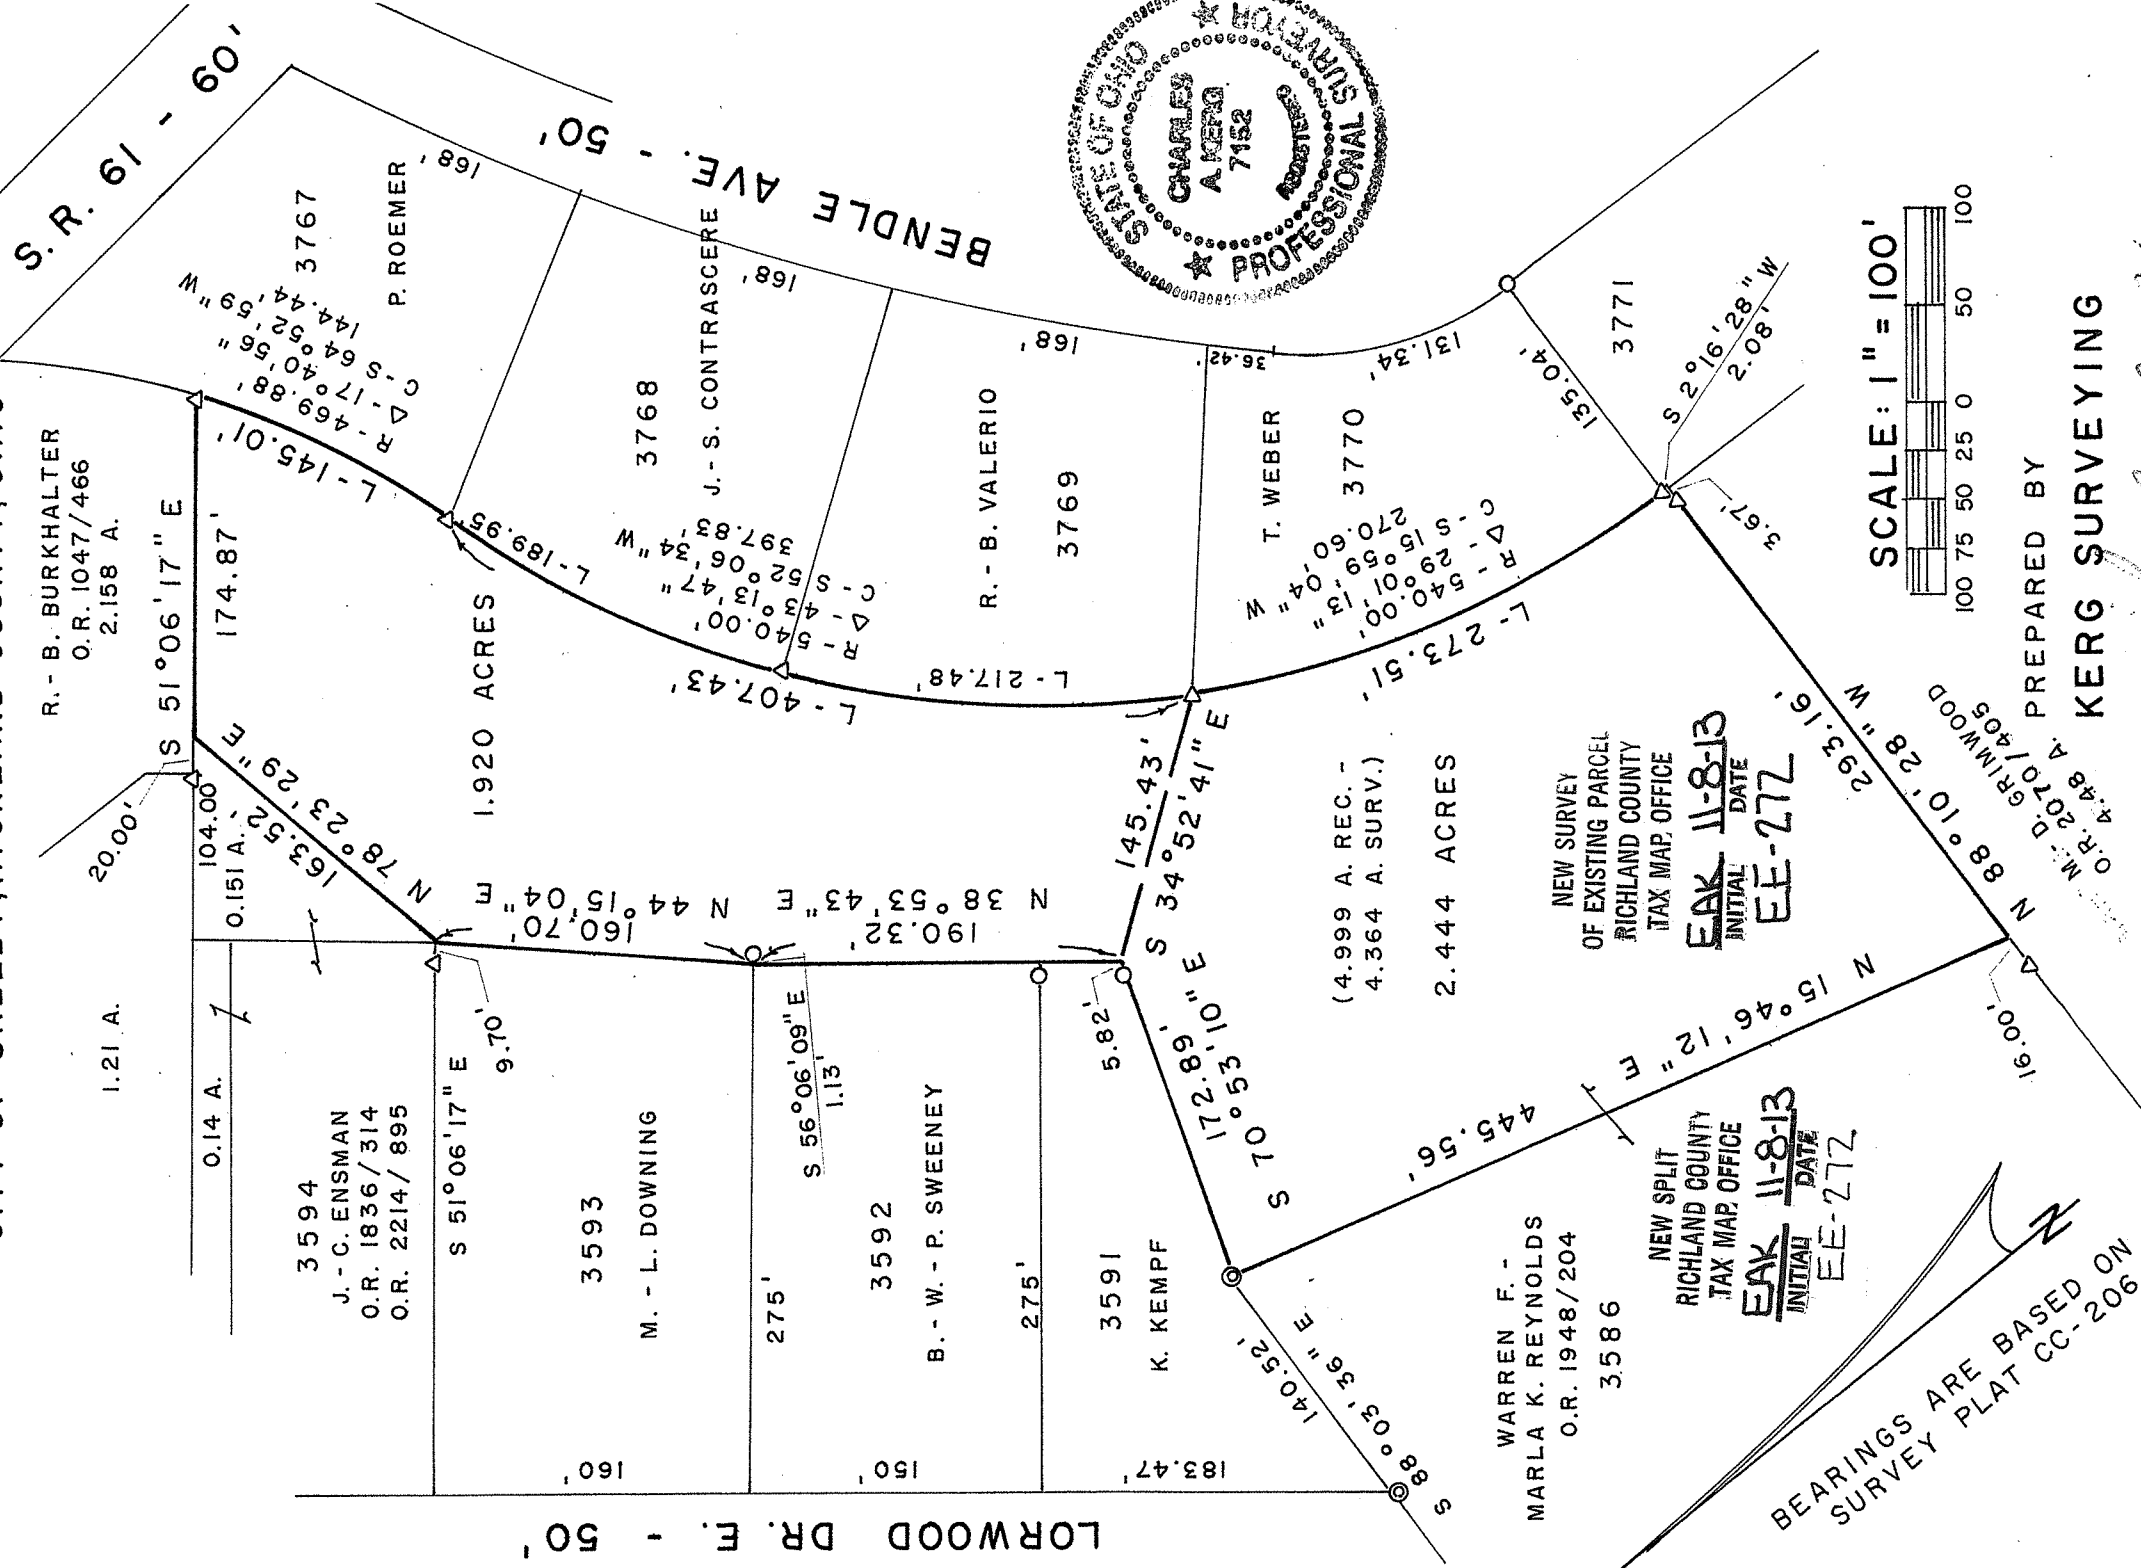 S. R. 61 - 60'
BENDLE AVE. - 50'
LORWOOD DR. E. - 50'
R. - B. BURKHALTER
O.R. 1047/466
2.158 A.
S 51°06'17" E
174.87'
20.00'
104.00'
0.151 A.
163.52'
N 78°23'29" E
1.21 A.
0.14 A.
3594
J. - C. ENSMAN
O.R. 1836/314
O.R. 2214/895
S 51°06'17" E
9.70'
3593
M. - L. DOWNING
275'
160'
3592
B. - W. - P. SWEENEY
275'
150'
S 56°06'09" E
1.13'
3591
K. KEMPF
183.47'
5.82'
N 44°15'04" E
160.70'
N 38°53'43" E
190.32'
1.920 ACRES
L - 145.01'
R - 469.88'
Δ - 17°40'56"
C - S 64°52'59" W
144.44'
3767
P. ROEMER
168'
L - 189.95'
3768
J. - S. CONTRASCERE
168'
L - 407.43'
R - 540.00'
Δ - 43°13'47"
C - S 52°06'34" W
397.83'
L - 217.48'
R. - B. VALERIO
3769
168'
T. WEBER
3770
36.42'
131.34'
L - 273.51'
R - 540.00'
Δ - 29°01'13"
C - S 15°59'04" W
270.60'
135.04'
3771
S 2°16'28" W
2.08'
3.67'
145.43'
S 34°52'41" E
172.89'
S 70°53'10" E
(4.999 A. REC. -
4.364 A. SURV.)
2.444 ACRES
293.16'
N 88°10'28" W
M. - D. GRIMWOOD
O.R. 2070/405
4.48 A.
N 15°46'12" E
445.56'
16.00'
140.52'
S 88°03'36" E
WARREN F. -
MARLA K. REYNOLDS
O.R. 1948/204
3586
NEW SURVEY
OF EXISTING PARCEL
RICHLAND COUNTY
TAX MAP OFFICE
EAK 11-8-13
INITIAL DATE
EE-272
NEW SPLIT
RICHLAND COUNTY
TAX MAP OFFICE
EAK 11-8-13
INITIAL DATE
EE-272
STATE OF OHIO
CHARLES
A KERG
7152
REGISTERED
PROFESSIONAL SURVEYOR
SCALE: 1" = 100'
100 75 50 25 0 50 100
PREPARED BY
KERG SURVEYING
N
BEARINGS ARE BASED ON
SURVEY PLAT CC-206